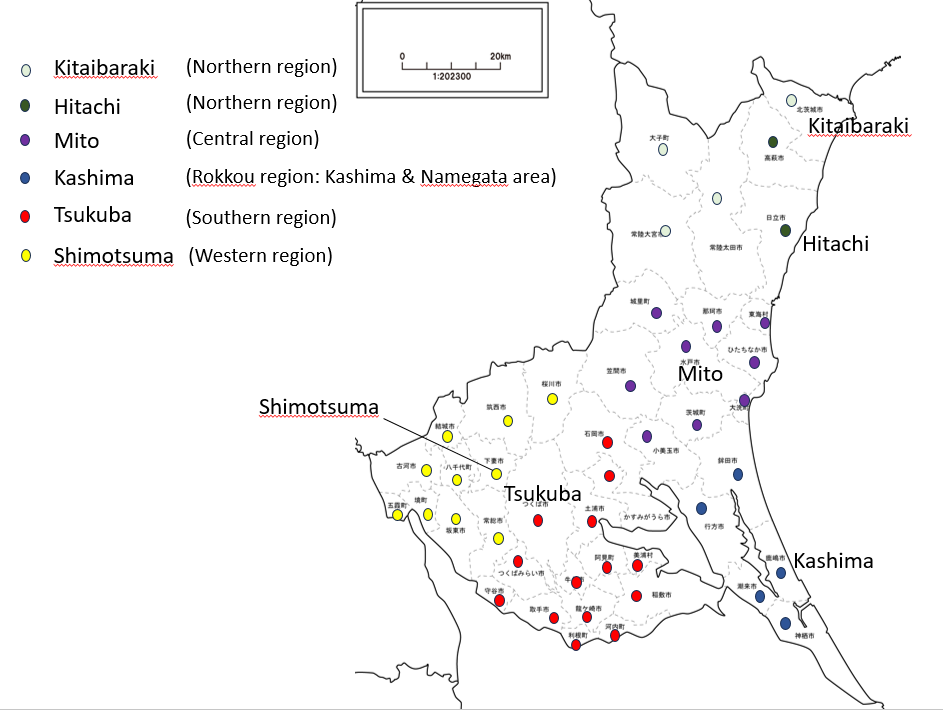 0 20km
1:202300
Kitaibaraki (Northern region)
Hitachi (Northern region)
Mito (Central region)
Kashima (Rokkou region: Kashima & Namegata area)
Tsukuba (Southern region)
Shimotsuma (Western region)
北茨城市
Kitaibaraki
大子町
高萩市
日立市
常陸大宮市
常陸太田市
Hitachi
城里町
那珂市
東海村
ひたちなか市
水戸市
笠間市
Mito
桜川市
大洗町
筑西市
茨城町
Shimotsuma
結城市
石岡市
小美玉市
下妻市
鉾田市
古河市
八千代町
Tsukuba
つくば市
五霞町
境町
土浦市
かすみがうら市
常総市
行方市
坂東市
阿見町
美浦村
鹿嶋市
Kashima
つくばみらい市
潮来市
守谷市
稲敷市
取手市
龍ケ崎市
河内町
利根町
神栖市